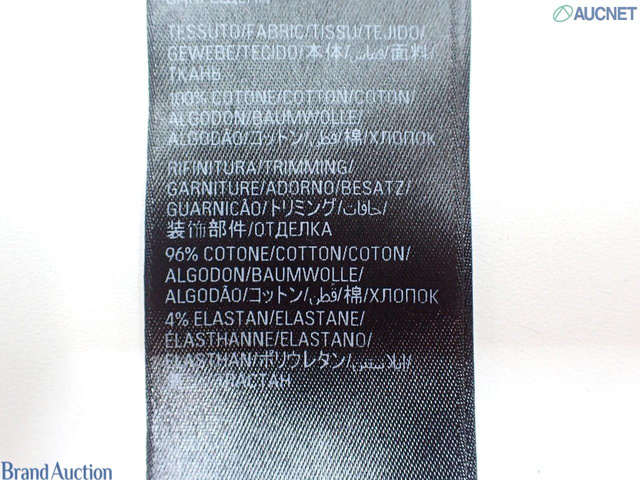 AUCNET
TESSUTO/FABRIC/TISSU/TEJIDO/
GEWEBE/TECIDO/本体/قماش/面料/
ТКАНЬ
100% COTONE/COTTON/COTON/
ALGODON/BAUMWOLLE/
ALGODÃO/コットン/قطن/棉/ХЛОПОК
RIFINITURA/TRIMMING/
GARNITURE/ADORNO/BESATZ/
GUARNICÃO/トリミング/حافات/
装饰部件/ОТДЕЛКА
96% COTONE/COTTON/COTON/
ALGODON/BAUMWOLLE/
ALGODÃO/コットン/قطن/棉/ХЛОПОК
4% ELASTAN/ELASTANE/
ELASTHANNE/ELASTANO/
ELASTHAN/ポリウレタン/إيلاستين/
Brand Auction